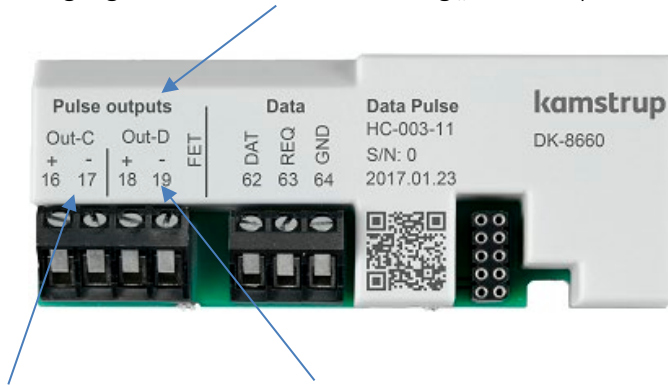 Pulse outputs
Out-C Out-D
+ - + -
16 17 18 19
FET
Data
DAT REQ GND
62 63 64
Data Pulse
HC-003-11
S/N: 0
2017.01.23
kamstrup
DK-8660